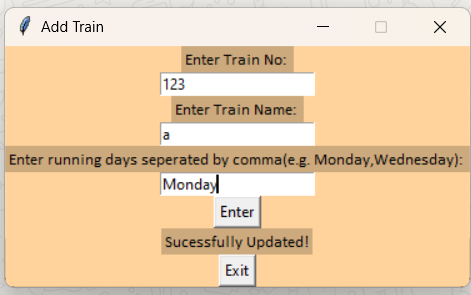 Add Train
Enter Train No:
123
Enter Train Name:
a
Enter running days seperated by comma(e.g. Monday,Wednesday):
Monday
Enter
Sucessfully Updated!
Exit